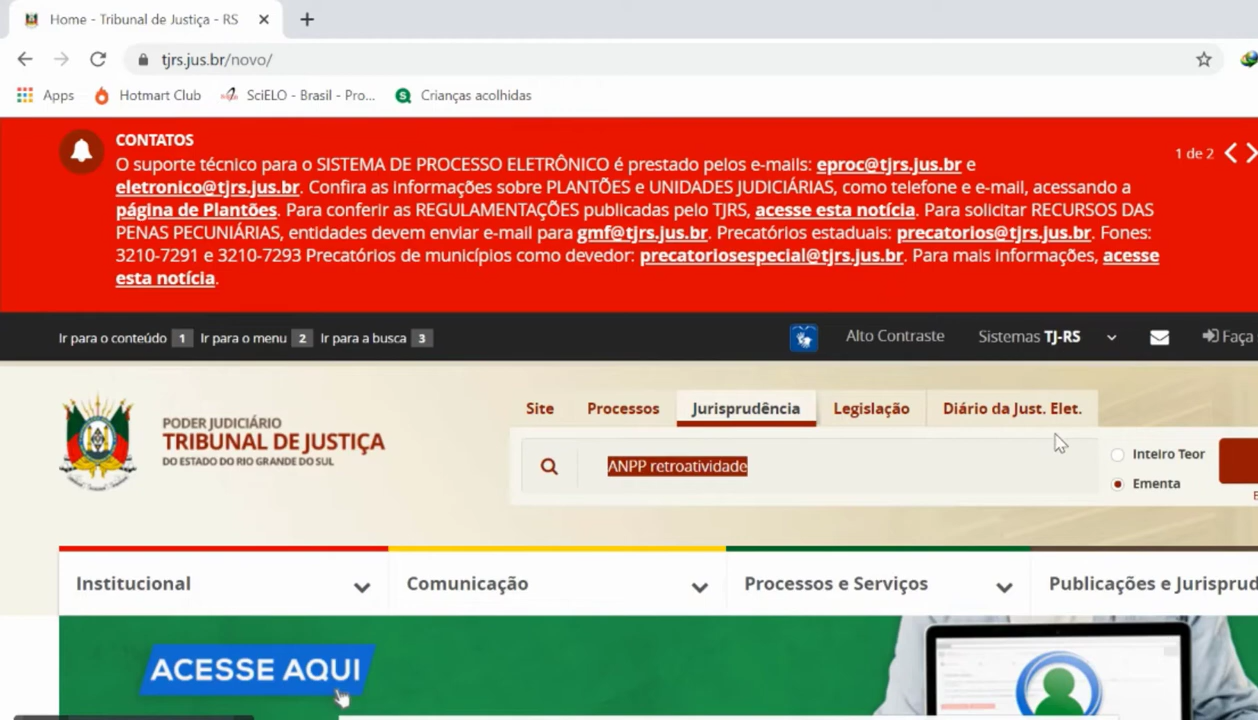 Home - Tribunal de Justiça - RS
tjrs.jus.br/novo/
Apps Hotmart Club SciELO - Brasil - Pro... Crianças acolhidas
CONTATOS
O suporte técnico para o SISTEMA DE PROCESSO ELETRÔNICO é prestado pelos e-mails: eproc@tjrs.jus.br e
eletronico@tjrs.jus.br. Confira as informações sobre PLANTÕES e UNIDADES JUDICIÁRIAS, como telefone e e-mail, acessando a
página de Plantões. Para conferir as REGULAMENTAÇÕES publicadas pelo TJRS, acesse esta notícia. Para solicitar RECURSOS DAS
PENAS PECUNIÁRIAS, entidades devem enviar e-mail para gmf@tjrs.jus.br. Precatórios estaduais: precatorios@tjrs.jus.br. Fones:
3210-7291 e 3210-7293 Precatórios de municípios como devedor: precatoriosespecial@tjrs.jus.br. Para mais informações, acesse
esta notícia.
1 de 2
Ir para o conteúdo 1 Ir para o menu 2 Ir para a busca 3 Alto Contraste Sistemas TJ-RS Faça
Site Processos Jurisprudência Legislação Diário da Just. Elet.
PODER JUDICIÁRIO
TRIBUNAL DE JUSTIÇA
DO ESTADO DO RIO GRANDE DO SUL
ANPP retroatividade
Inteiro Teor
Ementa
Institucional Comunicação Processos e Serviços Publicações e Jurisprud
ACESSE AQUI